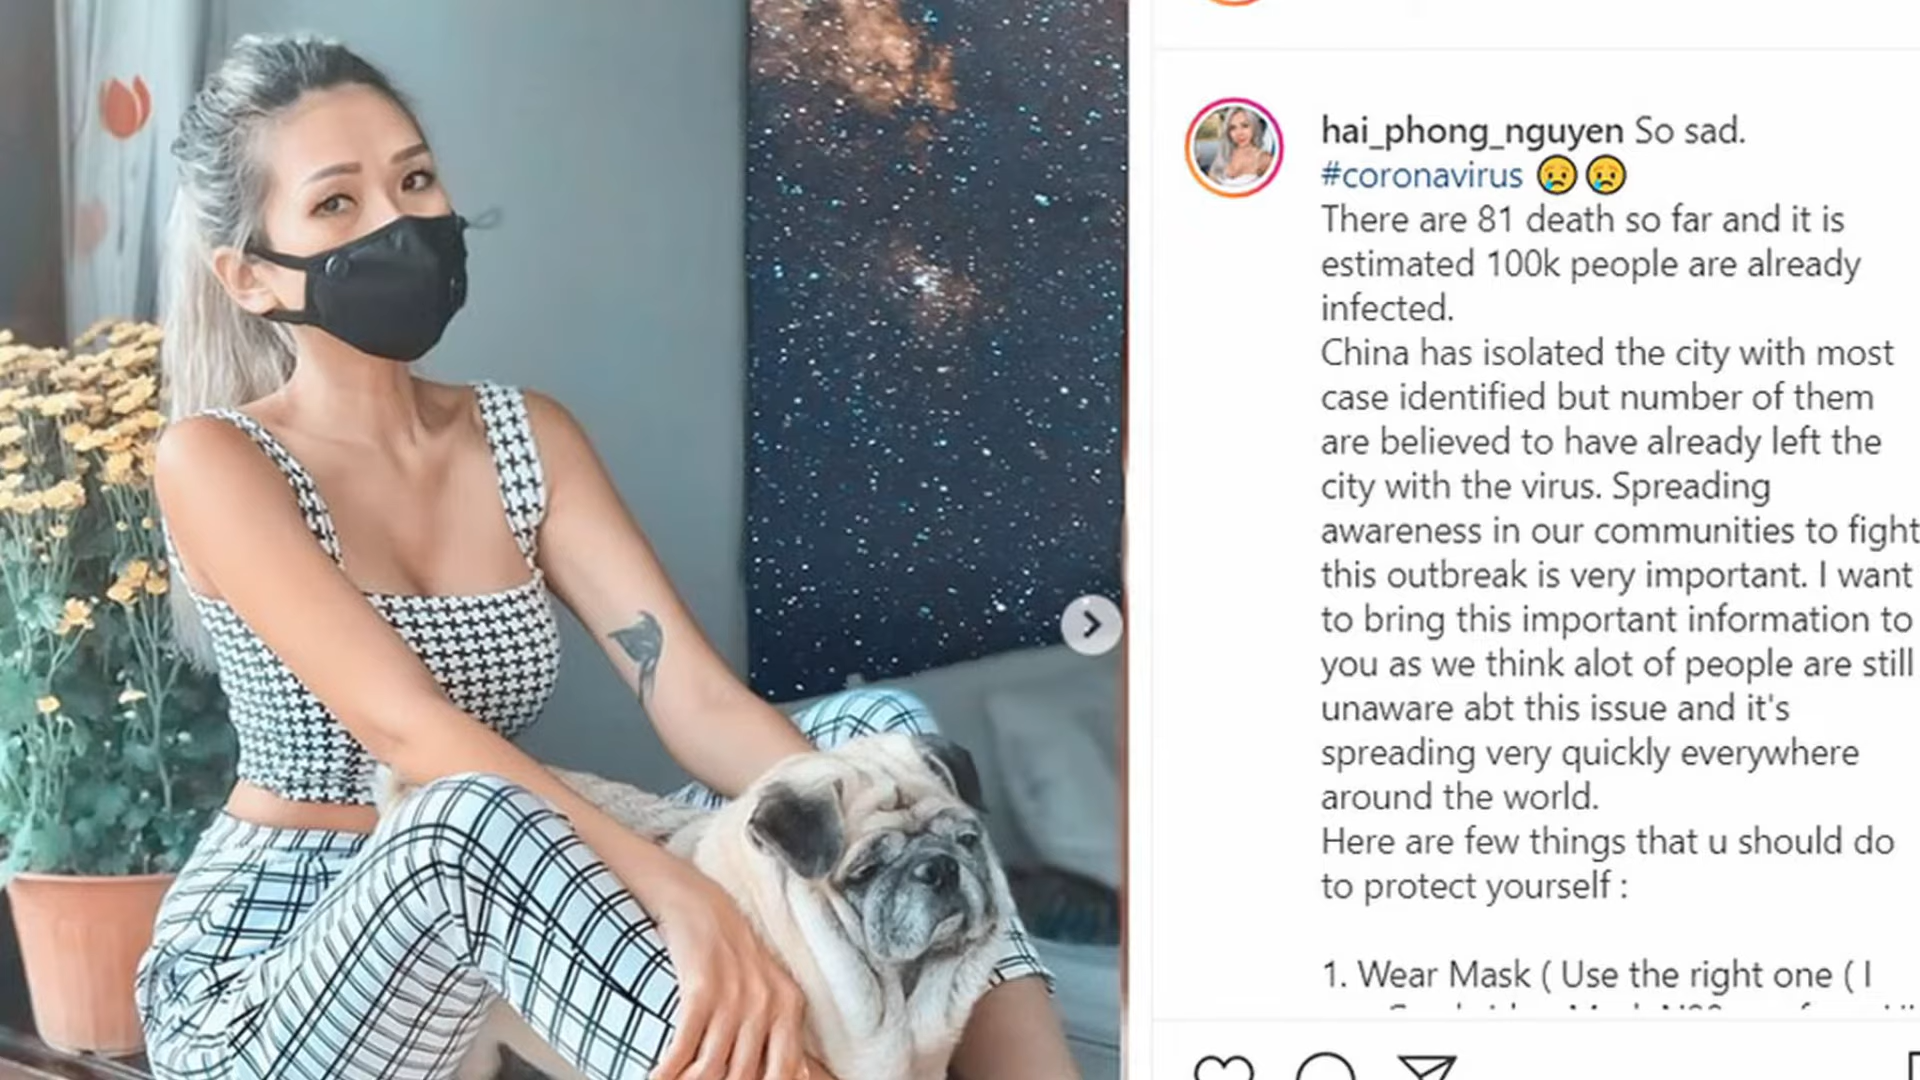 hai_phong_nguyen So sad.
#coronavirus 😢😢
There are 81 death so far and it is
estimated 100k people are already
infected.
China has isolated the city with most
case identified but number of them
are believed to have already left the
city with the virus. Spreading
awareness in our communities to fight
this outbreak is very important. I want
to bring this important information to
you as we think alot of people are still
unaware abt this issue and it's
spreading very quickly everywhere
around the world.
Here are few things that u should do
to protect yourself :
1. Wear Mask ( Use the right one ( I